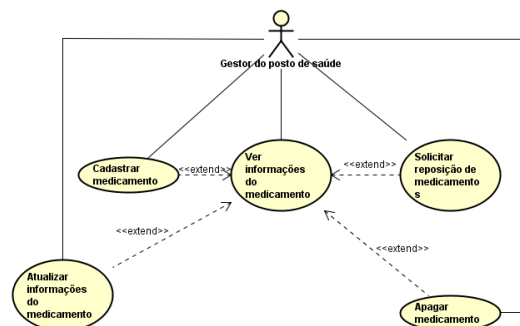 Gestor do posto de saúde
Cadastrar
medicamento
<<extend>>
Ver
informações
do
medicamento
<<extend>>
Solicitar
reposição de
medicamento
s
<<extend>>
<<extend>>
Atualizar
informações
do
medicamento
Apagar
medicamento